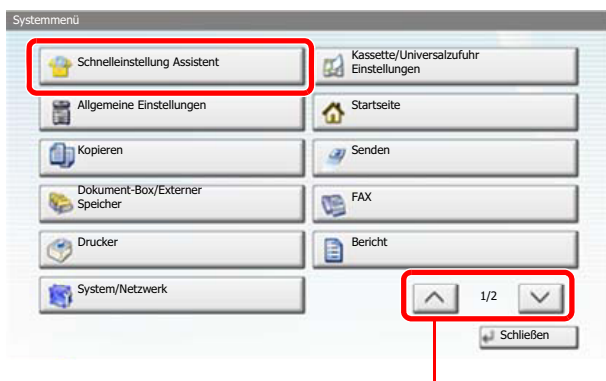 Systemmenü
Schnelleinstellung Assistent
Kassette/Universalzufuhr
Einstellungen
Allgemeine Einstellungen
Startseite
Kopieren
Senden
Dokument-Box/Externer
Speicher
FAX
Drucker
Bericht
System/Netzwerk
1/2
Schließen